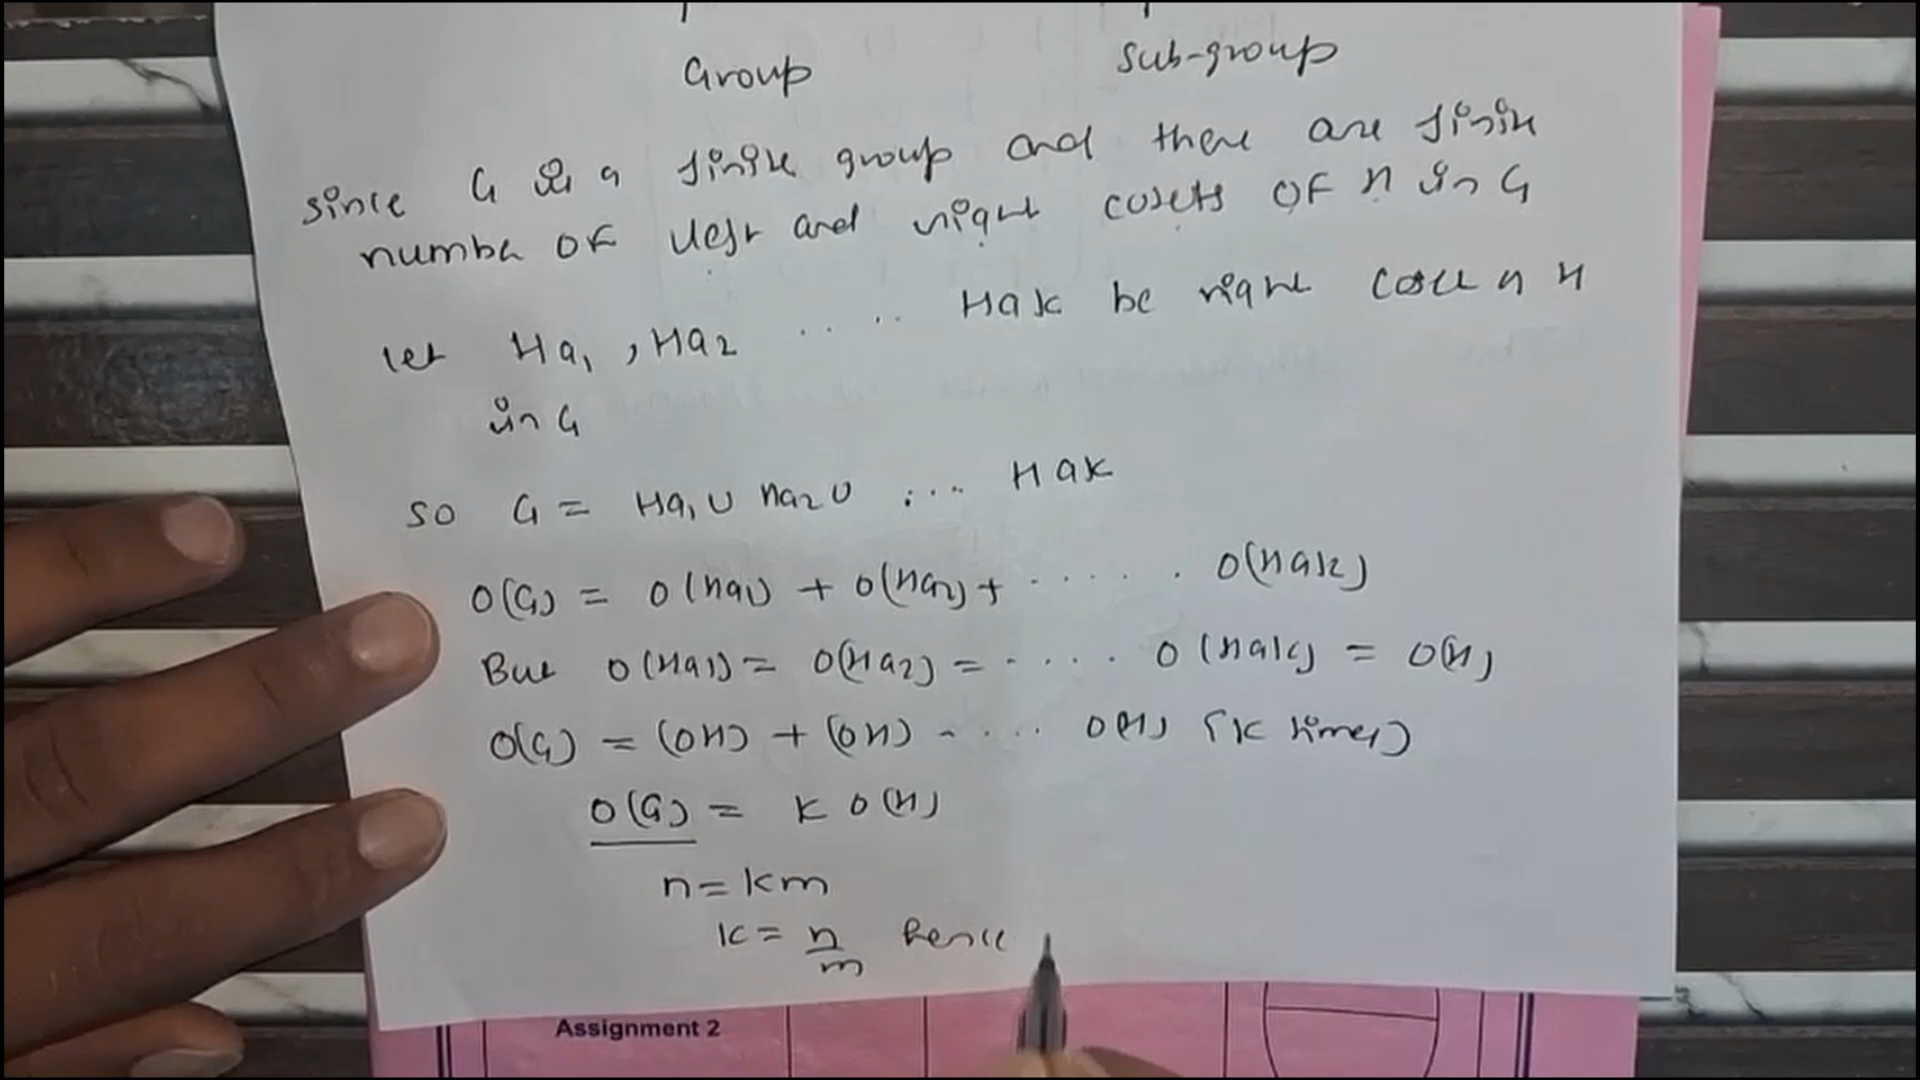 Group Sub-group
since G is a finite group and there are finite
number OF left and right cosets OF H in G
let Ha1 , Ha2 ...... Hak be right coset n H
in G
SO G = Ha1 U Ha2 U .... Hak
O(G) = O(Ha1) + O(Ha2) + ...... O(Hak)
But O(Ha1) = O(Ha2) = ..... O(Hak) = O(H)
O(G) = (OH) + (OH) ..... O(H) (K times)
O(G) = K O(H)
n = km
k = n/m hence
Assignment 2